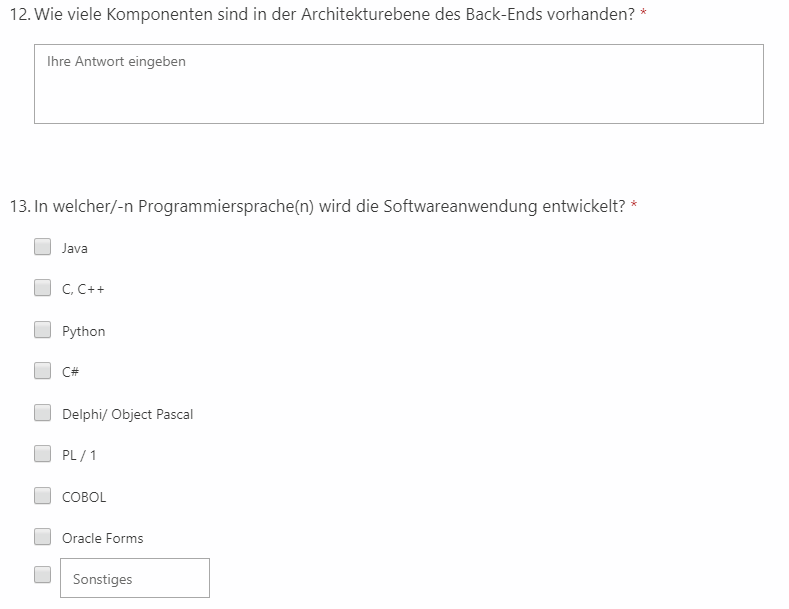 12. Wie viele Komponenten sind in der Architekturebene des Back-Ends vorhanden? *
Ihre Antwort eingeben
13. In welcher/-n Programmiersprache(n) wird die Softwareanwendung entwickelt? *
Java
C, C++
Python
C#
Delphi/ Object Pascal
PL / 1
COBOL
Oracle Forms
Sonstiges